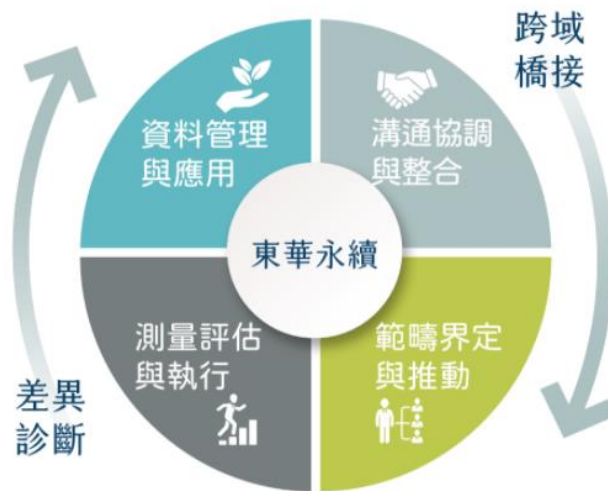 跨域
橋接
資料管理
與應用
溝通協調
與整合
東華永續
測量評估
與執行
範疇界定
與推動
差異
診斷